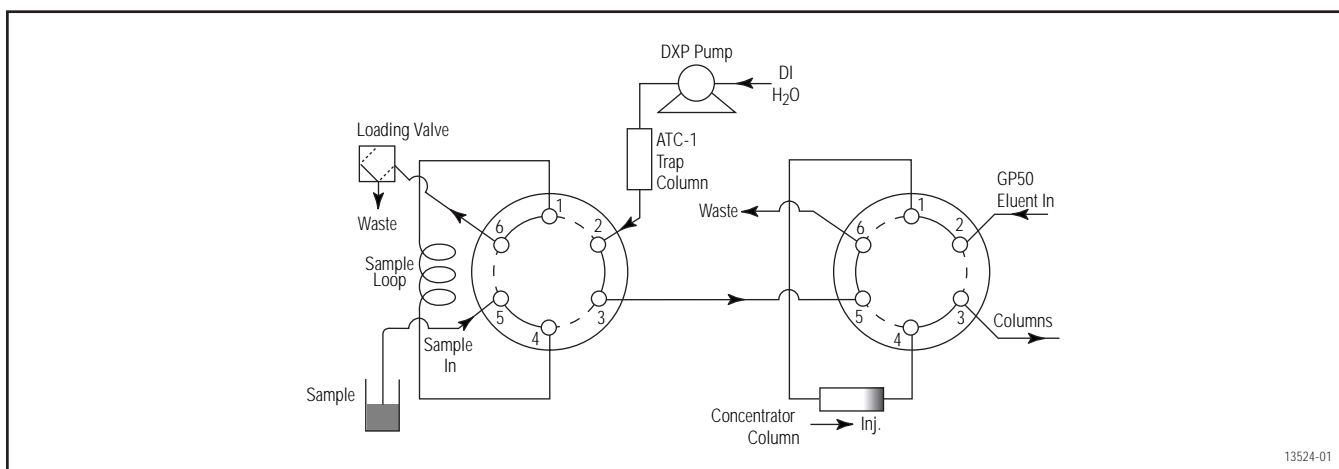 DXP Pump
DI
H2O
Loading Valve
ATC-1
Trap
Column
GP50
Eluent In
Waste
Waste
1
2
3
4
5
6
1
2
3
4
5
6
Sample
Loop
Sample
In
Columns
Sample
Concentrator
Column
Inj.
13524-01